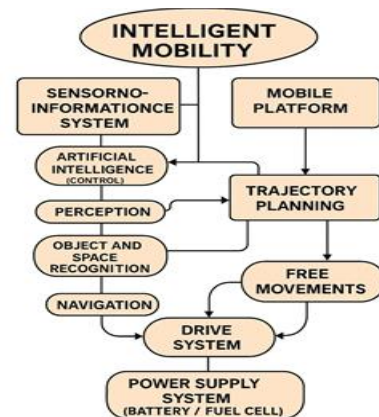 INTELLIGENT
MOBILITY
SENSORNO-
INFORMATIONCE
SYSTEM
MOBILE
PLATFORM
ARTIFICIAL
INTELLIGENCE
(CONTROL)
PERCEPTION
TRAJECTORY
PLANNING
OBJECT AND
SPACE
RECOGNITION
FREE
MOVEMENTS
NAVIGATION
DRIVE
SYSTEM
POWER SUPPLY
SYSTEM
(BATTERY / FUEL CELL)